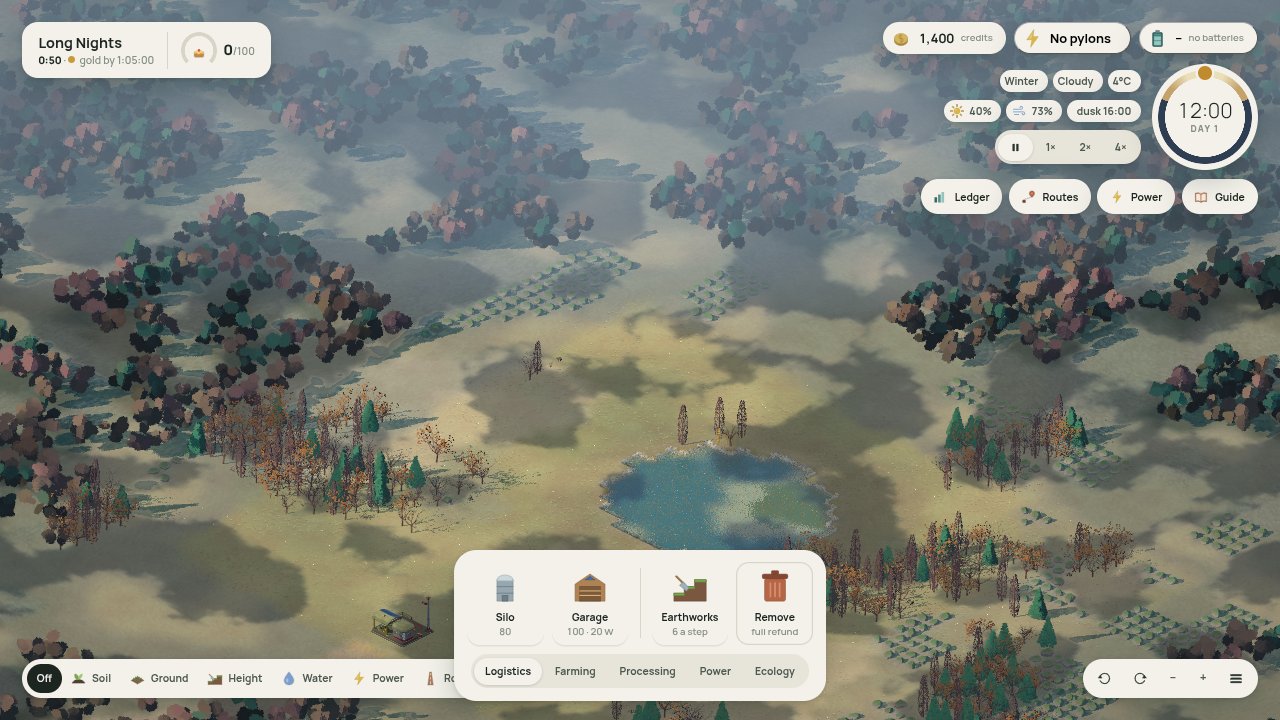 Long Nights
0:50 · gold by 1:05:00
0/100
1,400 credits
No pylons
– no batteries
Winter
Cloudy
4°C
40%
73%
dusk 16:00
12:00
DAY 1
1×
2×
4×
Ledger
Routes
Power
Guide
Silo
80
Garage
100 · 20 W
Earthworks
6 a step
Remove
full refund
Logistics
Farming
Processing
Power
Ecology
Off
Soil
Ground
Height
Water
Power
Ro